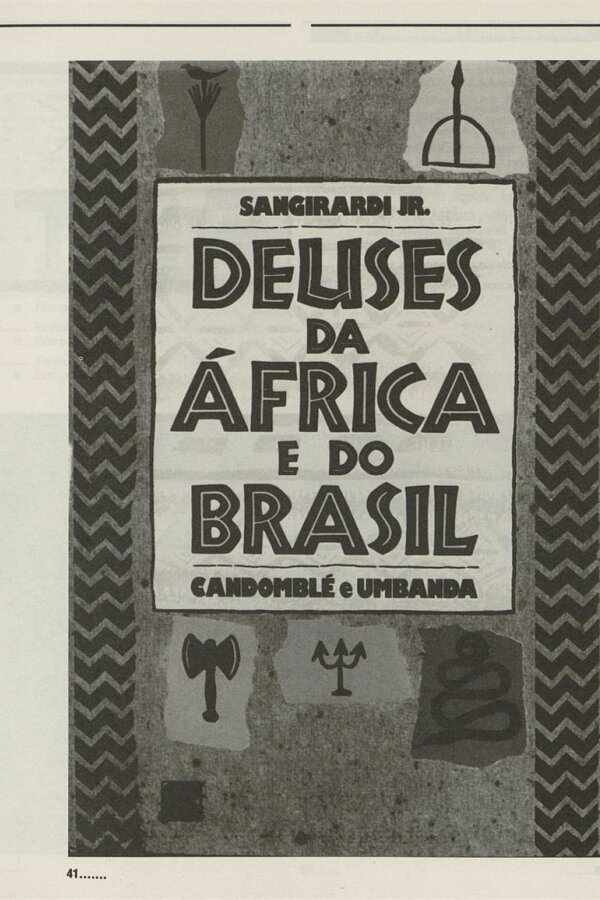 SANGIRARDI JR.
DEUSES
DA
ÁFRICA
E DO
BRASIL
CANDOMBLÉ e UMBANDA
41.......